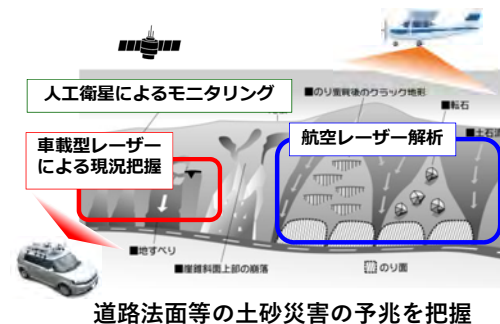 人工衛星によるモニタリング
■のり面背後のクラック地形
■転石
車載型レーザー
による現況把握
航空レーザー解析
■土石流
■地すべり
■崖錐斜面上部の崩落
のり面
道路法面等の土砂災害の予兆を把握